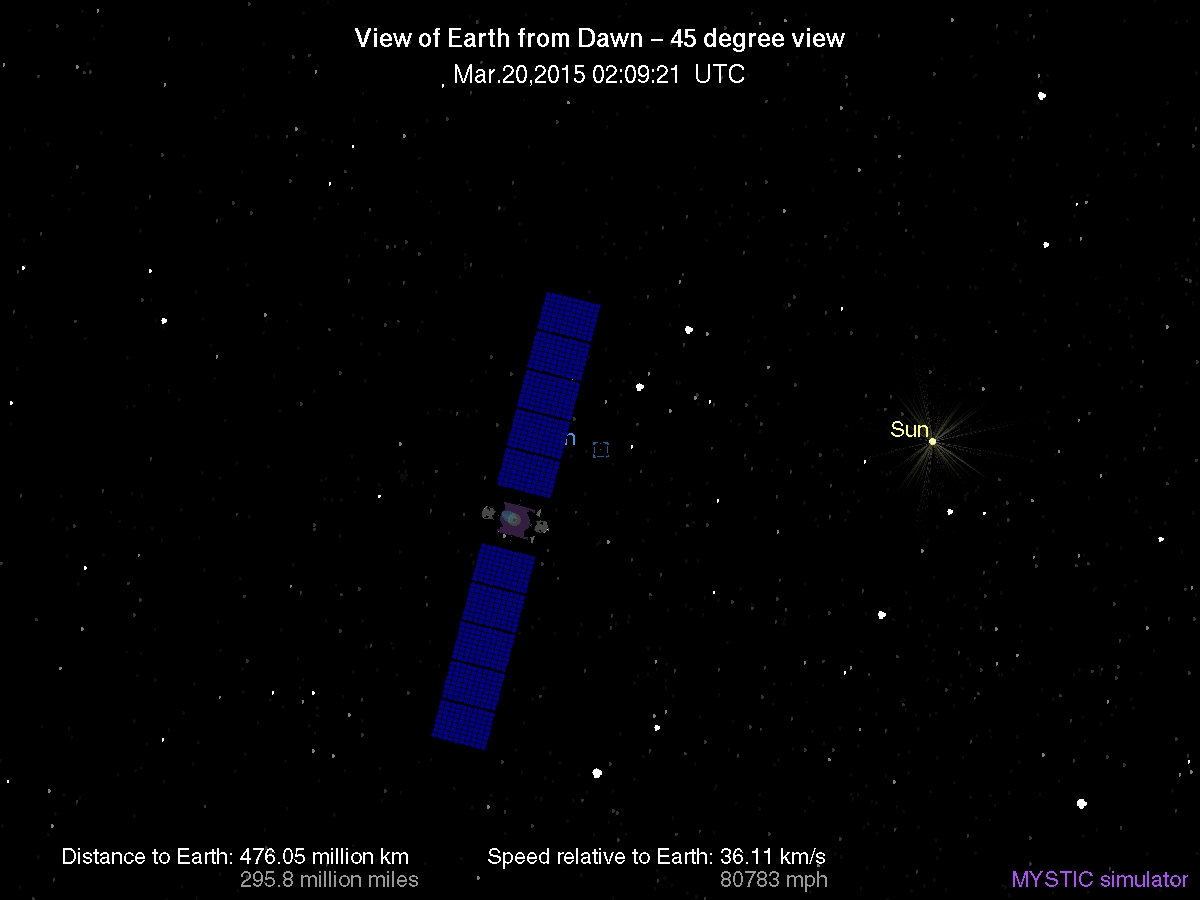 View of Earth from Dawn – 45 degree view
Mar.20,2015 02:09:21 UTC
Sun
n
Distance to Earth: 476.05 million km
Speed relative to Earth: 36.11 km/s
295.8 million miles
80783 mph
MYSTIC simulator